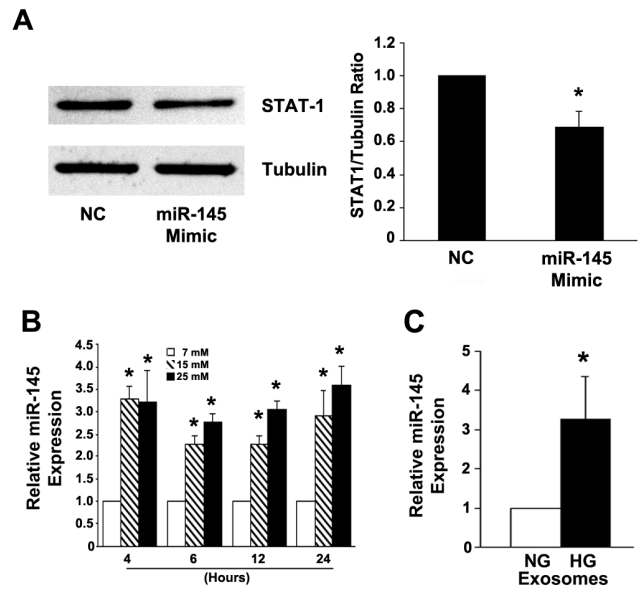 A
STAT-1
Tubulin
NC
miR-145
Mimic
STAT1/Tubulin Ratio
1.2
1.0
0.8
0.6
0.4
0.2
0
*
NC
miR-145
Mimic
B
Relative miR-145
Expression
4.5
4.0
3.5
3.0
2.5
2.0
1.5
1.0
0.5
0
7 mM
15 mM
25 mM
* *
* *
* *
* *
4 6 12 24
(Hours)
C
Relative miR-145
Expression
5
4
3
2
1
0
*
NG HG
Exosomes